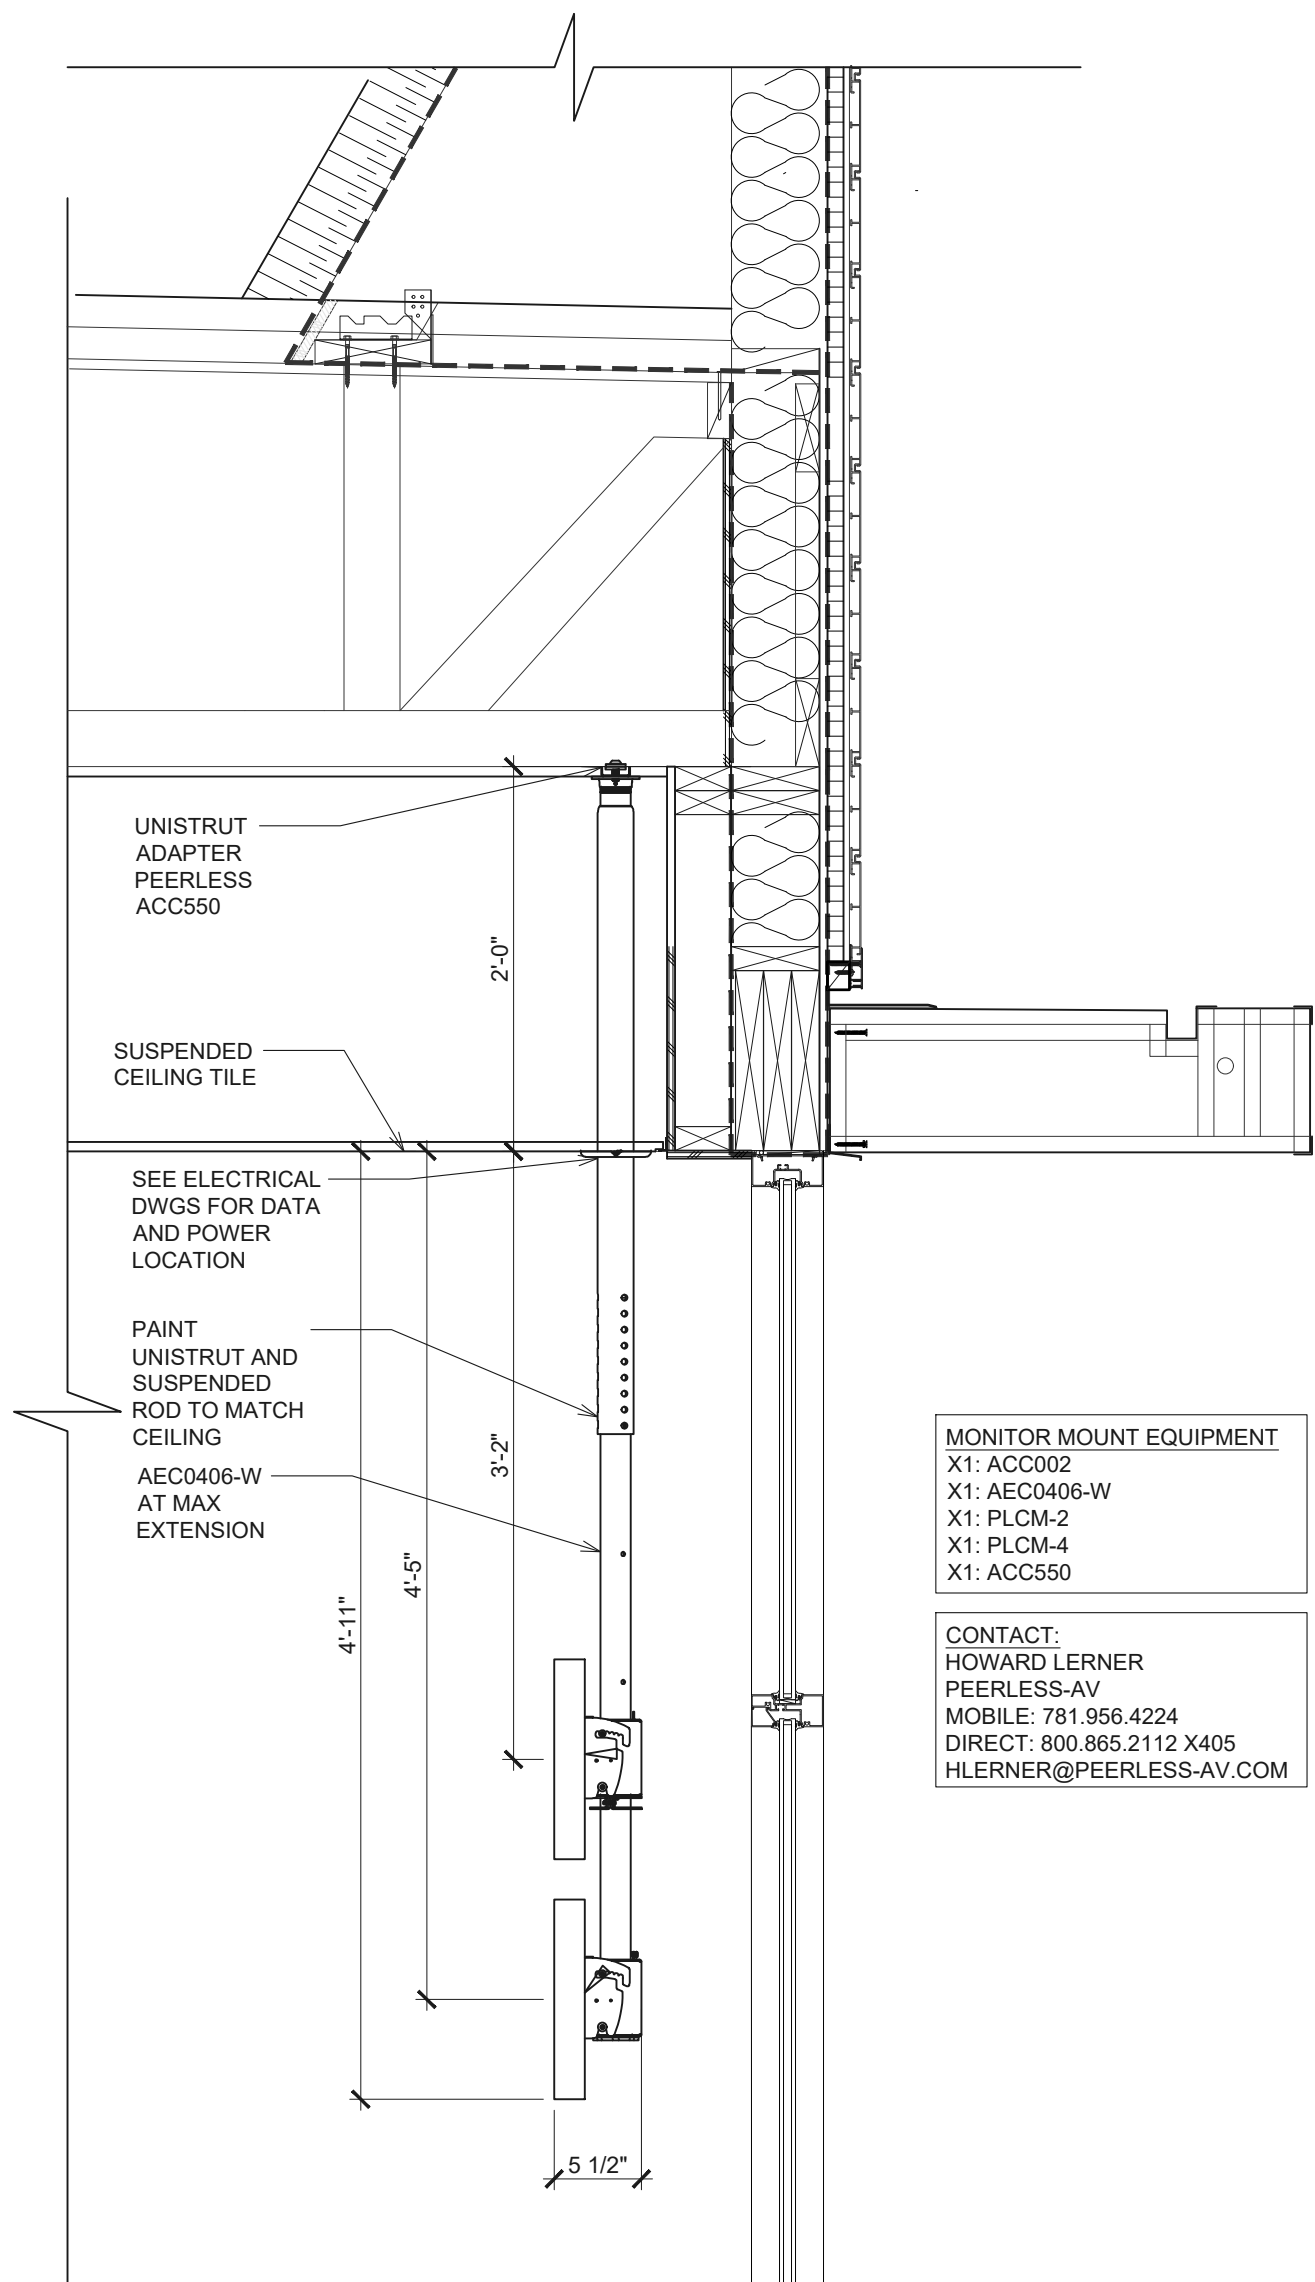 UNISTRUT
ADAPTER
PEERLESS
ACC550
2'-0"
SUSPENDED
CEILING TILE
SEE ELECTRICAL
DWGS FOR DATA
AND POWER
LOCATION
PAINT
UNISTRUT AND
SUSPENDED
ROD TO MATCH
CEILING
AEC0406-W
AT MAX
EXTENSION
3'-2"
4'-5"
4'-11"
5 1/2"
MONITOR MOUNT EQUIPMENT
X1: ACC002
X1: AEC0406-W
X1: PLCM-2
X1: PLCM-4
X1: ACC550
CONTACT:
HOWARD LERNER
PEERLESS-AV
MOBILE: 781.956.4224
DIRECT: 800.865.2112 X405
HLERNER@PEERLESS-AV.COM